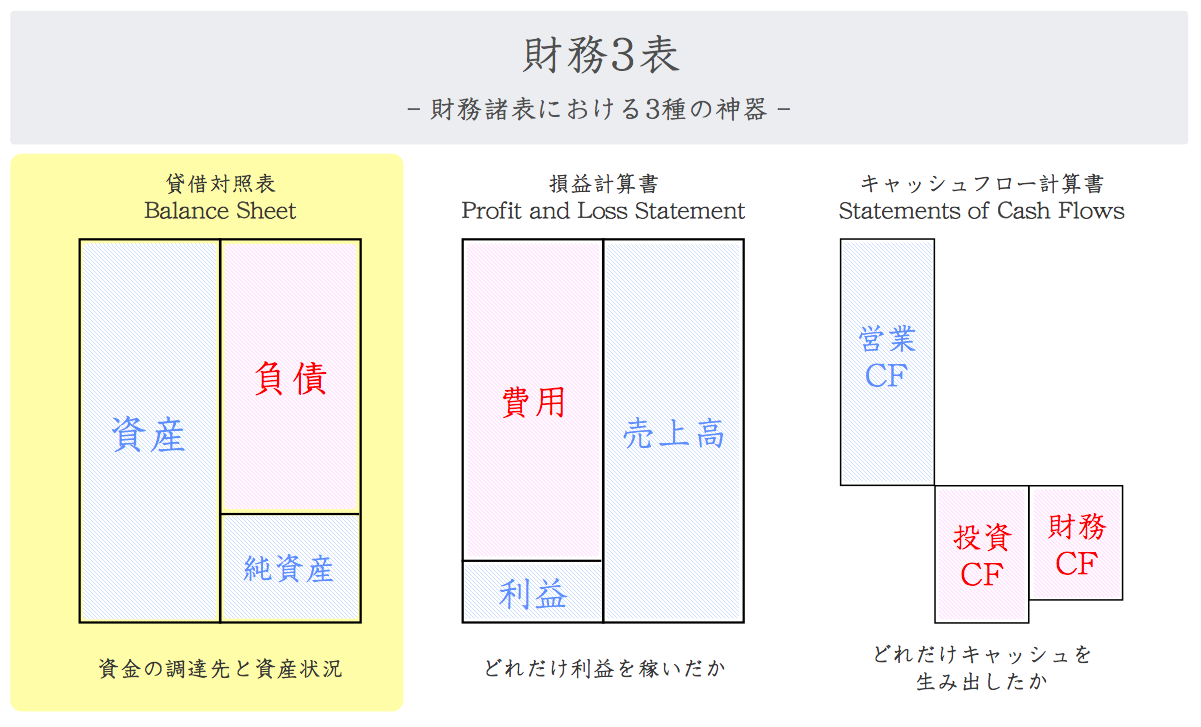 財務3表
– 財務諸表における3種の神器 –
貸借対照表
Balance Sheet
資産
負債
純資産
資金の調達先と資産状況
損益計算書
Profit and Loss Statement
費用
利益
売上高
どれだけ利益を稼いだか
キャッシュフロー計算書
Statements of Cash Flows
営業
CF
投資
CF
財務
CF
どれだけキャッシュを
生み出したか